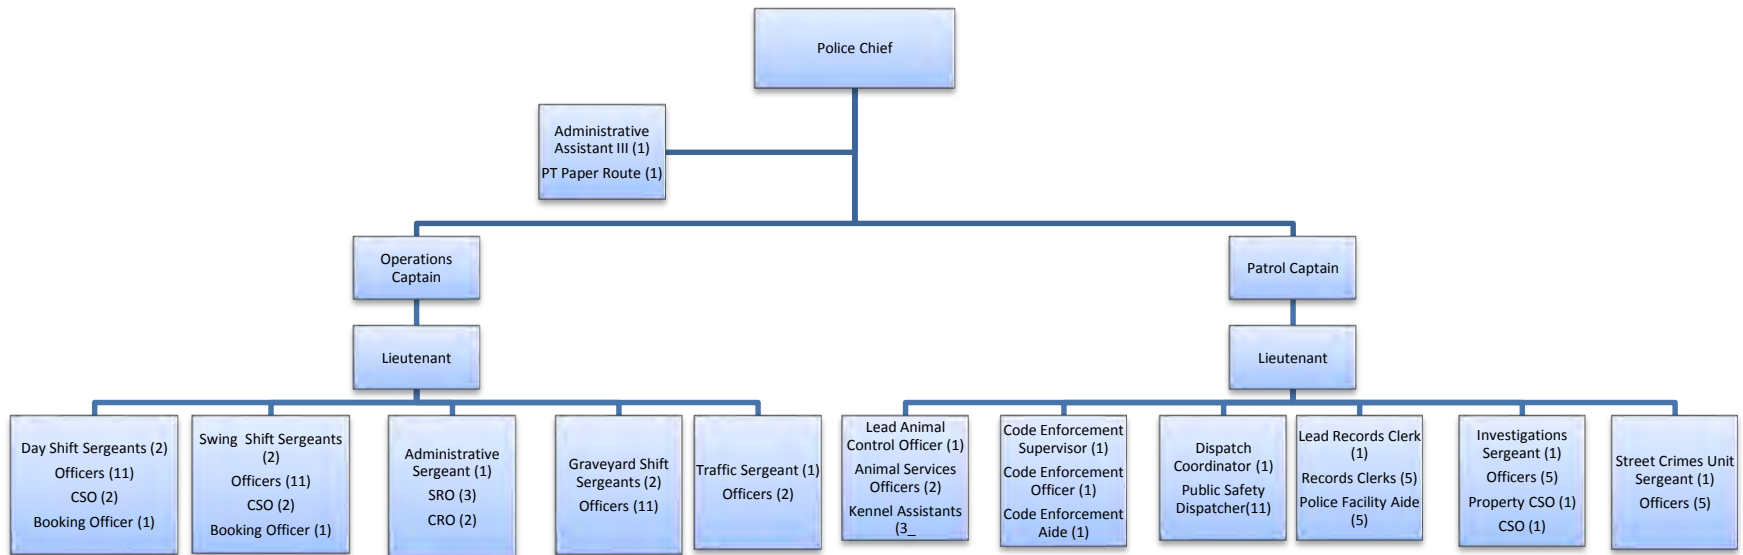 Police Chief
Administrative
Assistant III (1)
PT Paper Route (1)
Operations
Captain
Patrol Captain
Lieutenant
Lieutenant
Day Shift Sergeants (2)
Officers (11)
CSO (2)
Booking Officer (1)
Swing  Shift Sergeants
(2)
Officers (11)
CSO (2)
Booking Officer (1)
Administrative
Sergeant (1)
SRO (3)
CRO (2)
Graveyard Shift
Sergeants (2)
Officers (11)
Traffic Sergeant (1)
Officers (2)
Lead Animal
Control Officer (1)
Animal Services
Officers (2)
Kennel Assistants
(3_
Code Enforcement
Supervisor (1)
Code Enforcement
Officer (1)
Code Enforcement
Aide (1)
Dispatch
Coordinator (1)
Public Safety
Dispatcher(11)
Lead Records Clerk
(1)
Records Clerks (5)
Police Facility Aide
(5)
Investigations
Sergeant (1)
Officers (5)
Property CSO (1)
CSO (1)
Street Crimes Unit
Sergeant (1)
Officers (5)